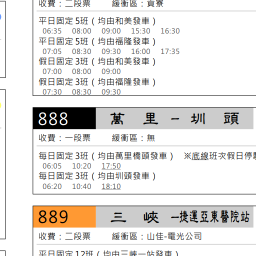 收費：二段票　緩衝區：貢寮
平日固定 5班（均由和美發車）
06:35 08:00 09:00 15:30 16:30
平日固定 5班（均由福隆發車）
07:05 08:30 09:30 16:00 17:35
假日固定 3班（均由和美發車）
07:00 08:00 09:00
假日固定 3班（均由福隆發車）
07:30 08:30 09:30
888 萬 里 － 圳 頭
收費：一段票　緩衝區：無
每日固定 3班（均由萬里橋頭發車）　※底線班次假日停
06:05 10:20 17:50
每日固定 3班（均由圳頭發車）
06:20 10:40 18:10
889 三 峽 －捷運亞東醫院站
收費：二段票　緩衝區：山佳-電光公司
平日固定 12班（均由三峽一站發車）